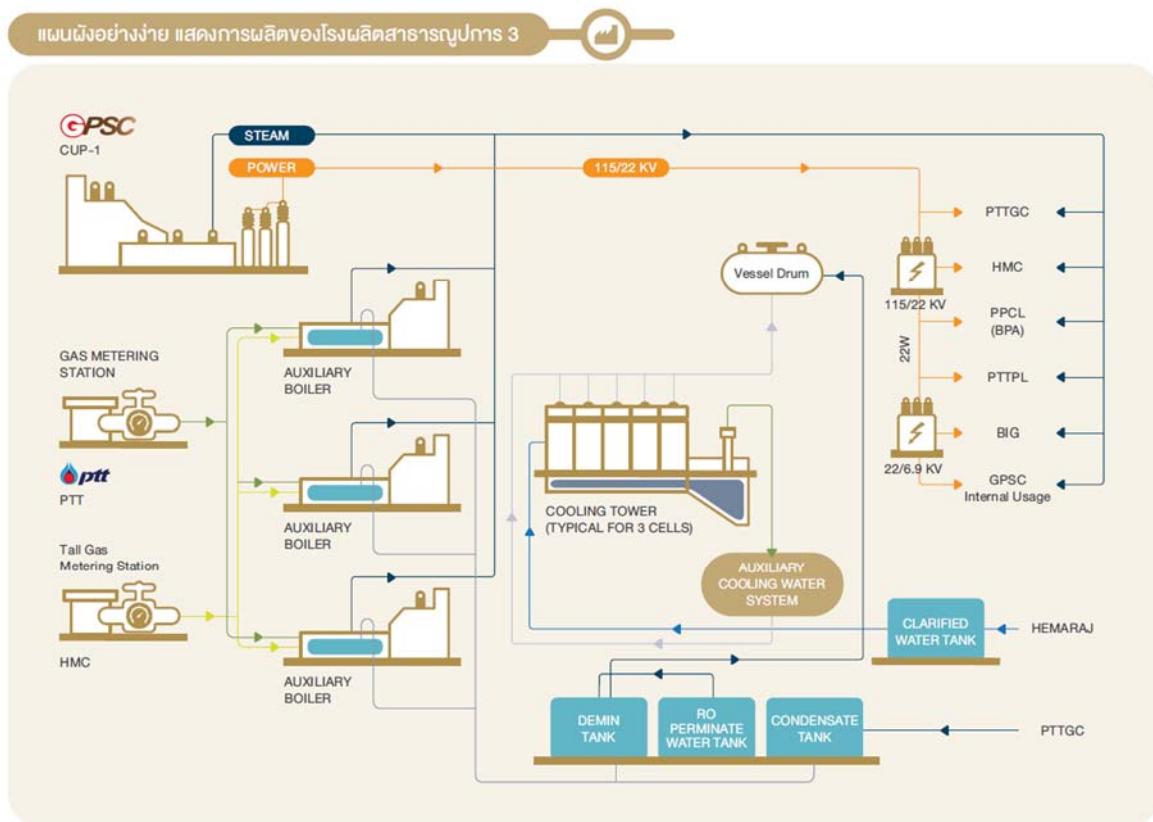 แผนผังอย่างง่าย แสดงการผลิตของโรงผลิตสาธารณูปการ 3
GPSC
CUP-1
STEAM
POWER
115/22 KV
PTTGC
HMC
115/22 KV
PPCL
(BPA)
22W
PTTPL
BIG
22/6.9 KV
GPSC
Internal Usage
Vessel Drum
GAS METERING
STATION
ptt
PTT
Tall Gas
Metering Station
HMC
AUXILIARY
BOILER
AUXILIARY
BOILER
AUXILIARY
BOILER
COOLING TOWER
(TYPICAL FOR 3 CELLS)
AUXILIARY
COOLING WATER
SYSTEM
CLARIFIED
WATER TANK
HEMARAJ
DEMIN
TANK
RO
PERMINATE
WATER TANK
CONDENSATE
TANK
PTTGC